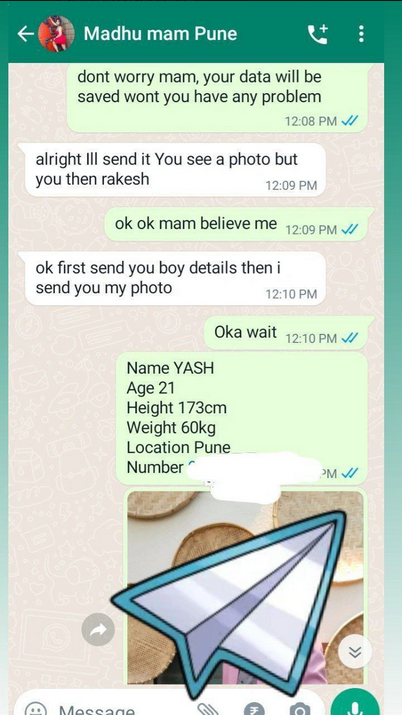 Madhu mam Pune
dont worry mam, your data will be
saved wont you have any problem
12:08 PM
alright Ill send it You see a photo but
you then rakesh
12:09 PM
ok ok mam believe me 12:09 PM
ok first send you boy details then i
send you my photo
12:10 PM
Oka wait 12:10 PM
Name YASH
Age 21
Height 173cm
Weight 60kg
Location Pune
Number
PM
Message